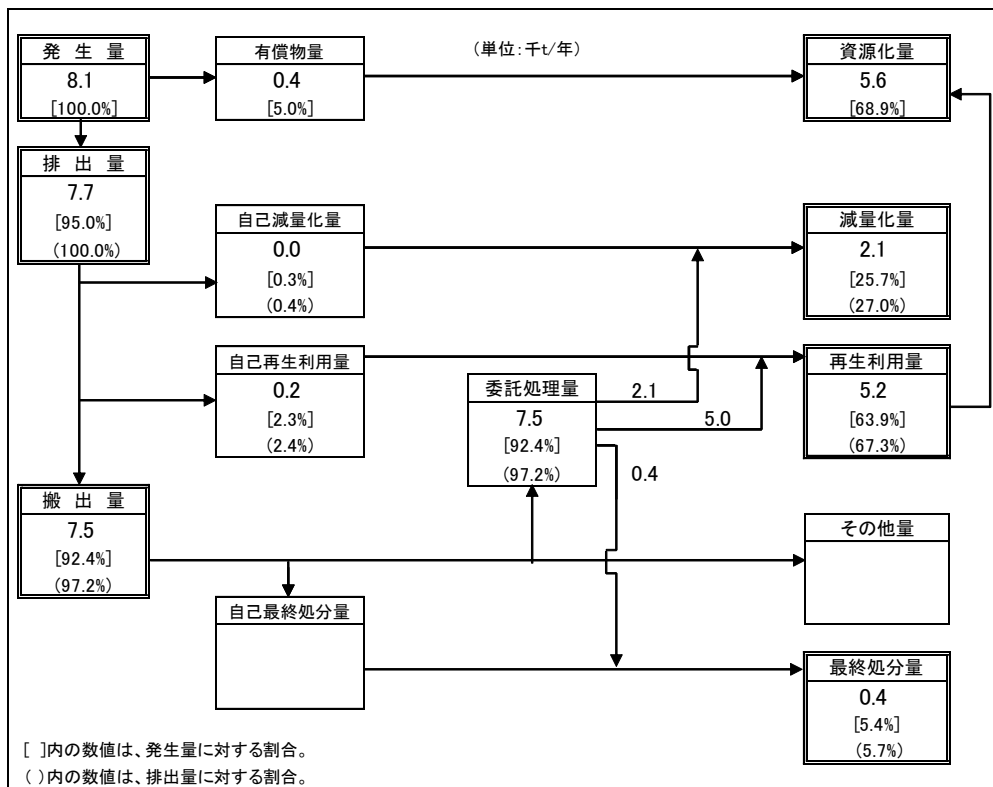 発 生 量
8.1
[100.0%]
有償物量
0.4
[5.0%]
(単位:千t/年)
資源化量
5.6
[68.9%]
排 出 量
7.7
[95.0%]
(100.0%)
自己減量化量
0.0
[0.3%]
(0.4%)
減量化量
2.1
[25.7%]
(27.0%)
自己再生利用量
0.2
[2.3%]
(2.4%)
委託処理量
7.5
[92.4%]
(97.2%)
2.1
5.0
0.4
再生利用量
5.2
[63.9%]
(67.3%)
搬 出 量
7.5
[92.4%]
(97.2%)
その他量
自己最終処分量
最終処分量
0.4
[5.4%]
(5.7%)
[ ]内の数値は、発生量に対する割合。
( )内の数値は、排出量に対する割合。